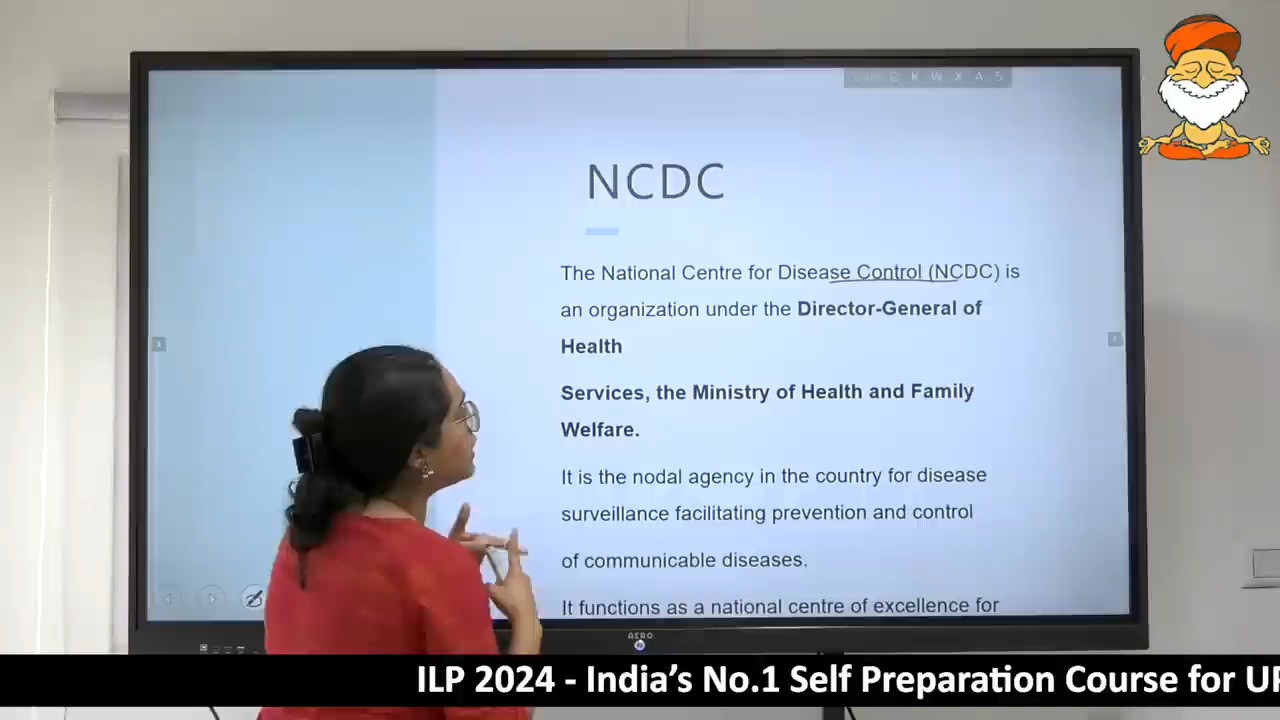 NCDC
The National Centre for Disease Control (NCDC) is
an organization under the Director-General of
Health
Services, the Ministry of Health and Family
Welfare.
It is the nodal agency in the country for disease
surveillance facilitating prevention and control
of communicable diseases.
It functions as a national centre of excellence for
AERO
ILP 2024 - India's No.1 Self Preparation Course for UP